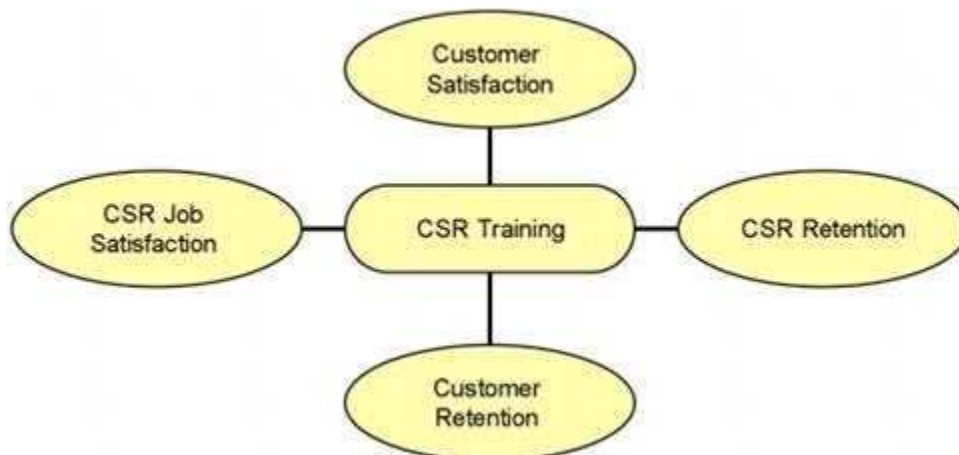 Customer
Satisfaction
CSR Job
Satisfaction
CSR Training
CSR Retention
Customer
Retention